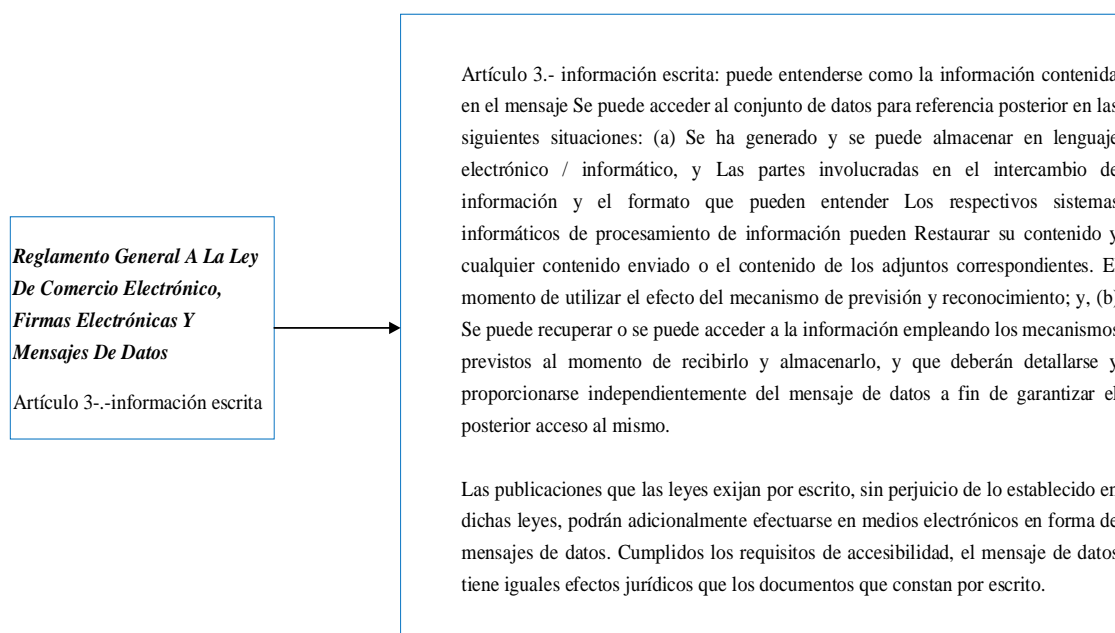 Reglamento General A La Ley
De Comercio Electrónico,
Firmas Electrónicas Y
Mensajes De Datos
Artículo 3-.-información escrita
Artículo 3.- información escrita: puede entenderse como la información contenida
en el mensaje Se puede acceder al conjunto de datos para referencia posterior en las
siguientes situaciones: (a) Se ha generado y se puede almacenar en lenguaje
electrónico / informático, y Las partes involucradas en el intercambio de
información y el formato que pueden entender Los respectivos sistemas
informáticos de procesamiento de información pueden Restaurar su contenido y
cualquier contenido enviado o el contenido de los adjuntos correspondientes. E
momento de utilizar el efecto del mecanismo de previsión y reconocimiento; y, (b)
Se puede recuperar o se puede acceder a la información empleando los mecanismos
previstos al momento de recibirlo y almacenarlo, y que deberán detallarse y
proporcionarse independientemente del mensaje de datos a fin de garantizar el
posterior acceso al mismo.
Las publicaciones que las leyes exijan por escrito, sin perjuicio de lo establecido en
dichas leyes, podrán adicionalmente efectuarse en medios electrónicos en forma de
mensajes de datos. Cumplidos los requisitos de accesibilidad, el mensaje de datos
tiene iguales efectos jurídicos que los documentos que constan por escrito.